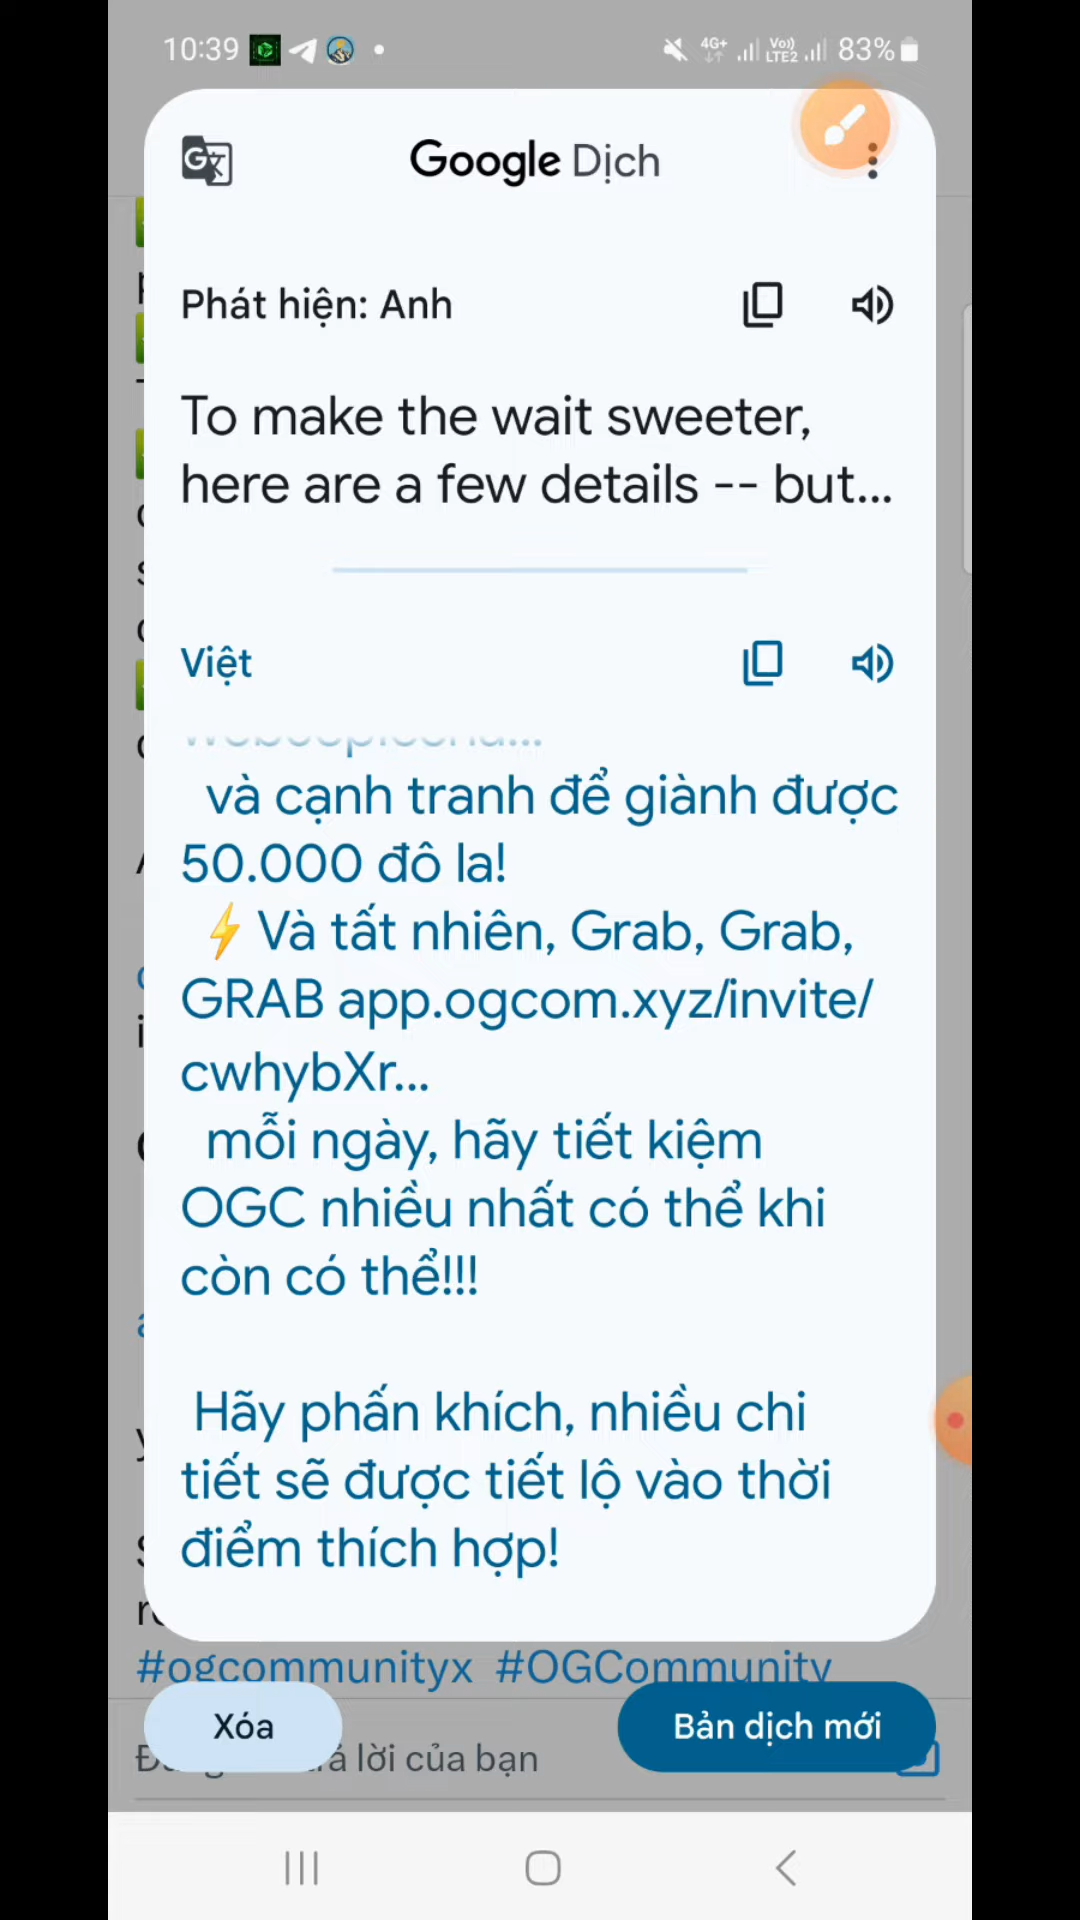 10:39
4G+
Vo))
LTE2
83%
Google Dịch
Phát hiện: Anh
To make the wait sweeter,
here are a few details -- but...
Việt
và cạnh tranh để giành được
50.000 đô la!
⚡Và tất nhiên, Grab, Grab,
GRAB app.ogcom.xyz/invite/
cwhybXr...
mỗi ngày, hãy tiết kiệm
OGC nhiều nhất có thể khi
còn có thể!!!
Hãy phấn khích, nhiều chi
tiết sẽ được tiết lộ vào thời
điểm thích hợp!
#ogcommunityx #OGCommunity
Xóa
Bản dịch mới
lời của bạn